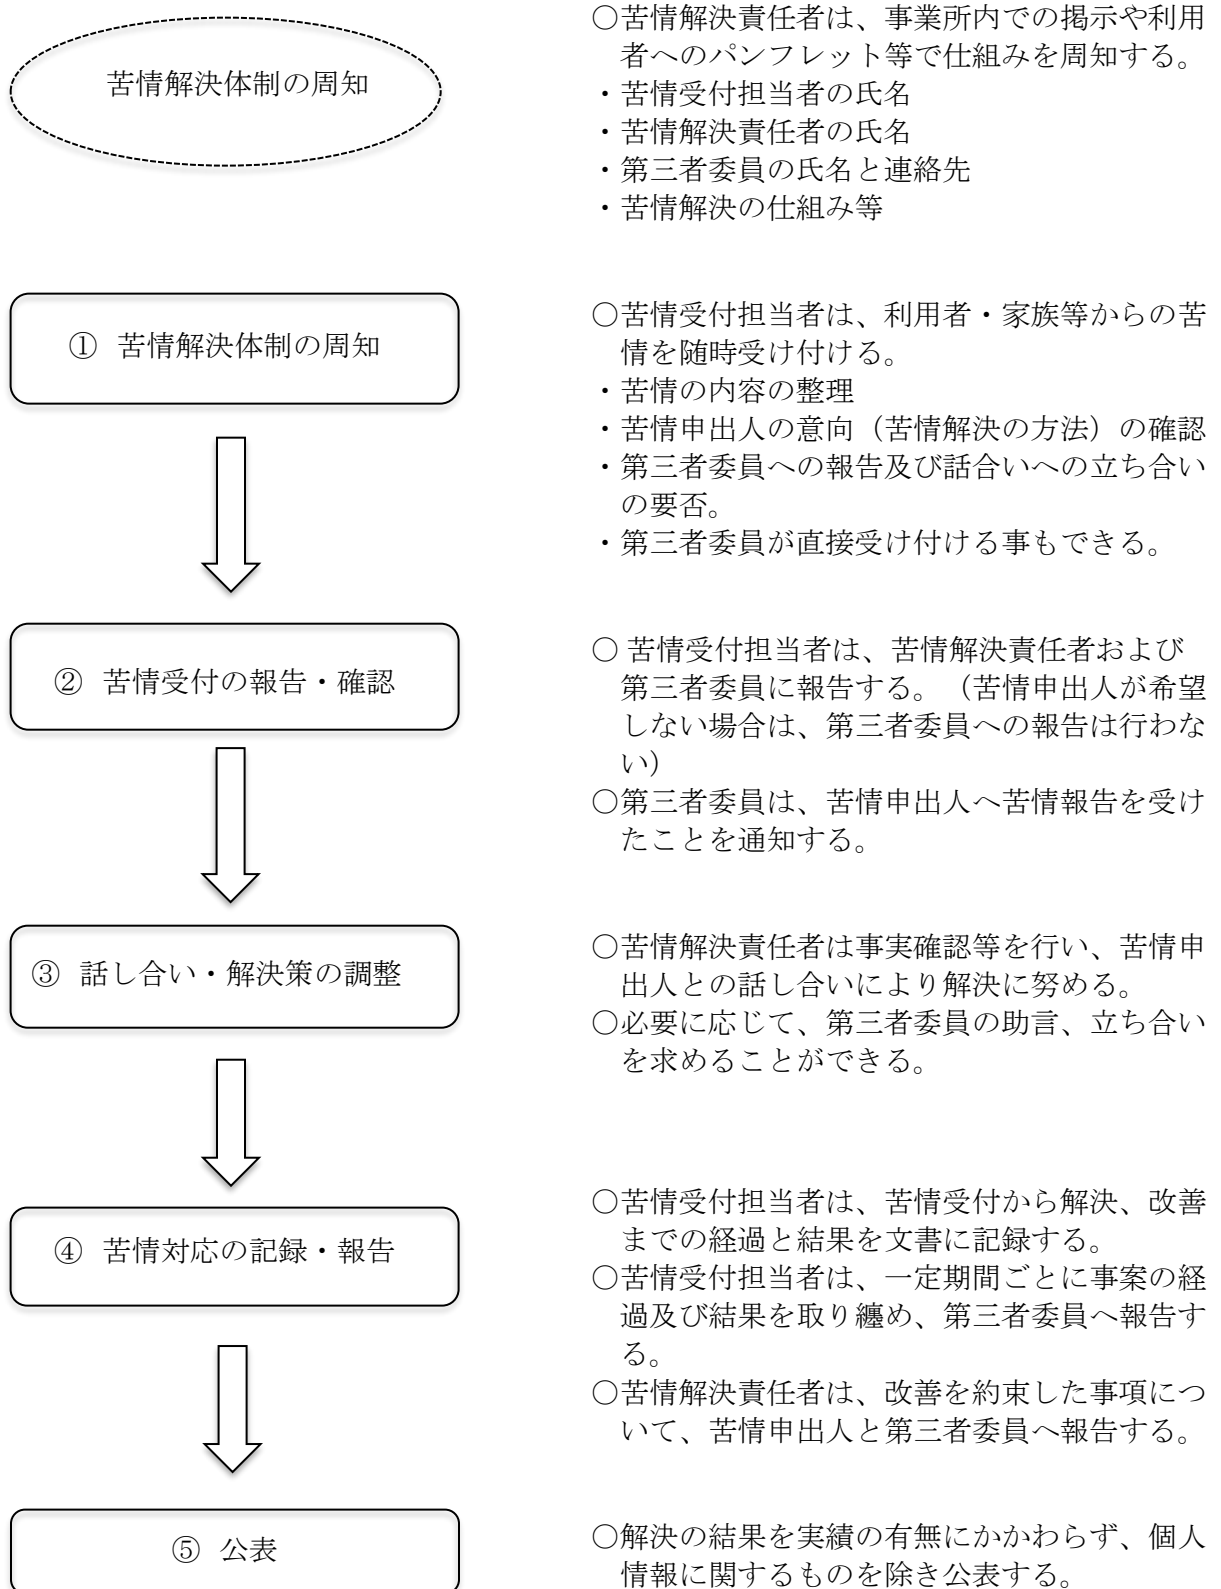 苦情解決体制の周知
〇苦情解決責任者は、事業所内での掲示や利用
者へのパンフレット等で仕組みを周知する。
・苦情受付担当者の氏名
・苦情解決責任者の氏名
・第三者委員の氏名と連絡先
・苦情解決の仕組み等
① 苦情解決体制の周知
〇苦情受付担当者は、利用者・家族等からの苦
情を随時受け付ける。
・苦情の内容の整理
・苦情申出人の意向（苦情解決の方法）の確認
・第三者委員への報告及び話合いへの立ち合い
の要否。
・第三者委員が直接受け付ける事もできる。
② 苦情受付の報告・確認
〇 苦情受付担当者は、苦情解決責任者および
第三者委員に報告する。（苦情申出人が希望
しない場合は、第三者委員への報告は行わな
い）
〇第三者委員は、苦情申出人へ苦情報告を受け
たことを通知する。
③ 話し合い・解決策の調整
〇苦情解決責任者は事実確認等を行い、苦情申
出人との話し合いにより解決に努める。
〇必要に応じて、第三者委員の助言、立ち合い
を求めることができる。
④ 苦情対応の記録・報告
〇苦情受付担当者は、苦情受付から解決、改善
までの経過と結果を文書に記録する。
〇苦情受付担当者は、一定期間ごとに事案の経
過及び結果を取り纏め、第三者委員へ報告す
る。
〇苦情解決責任者は、改善を約束した事項につ
いて、苦情申出人と第三者委員へ報告する。
⑤ 公表
〇解決の結果を実績の有無にかかわらず、個人
情報に関するものを除き公表する。